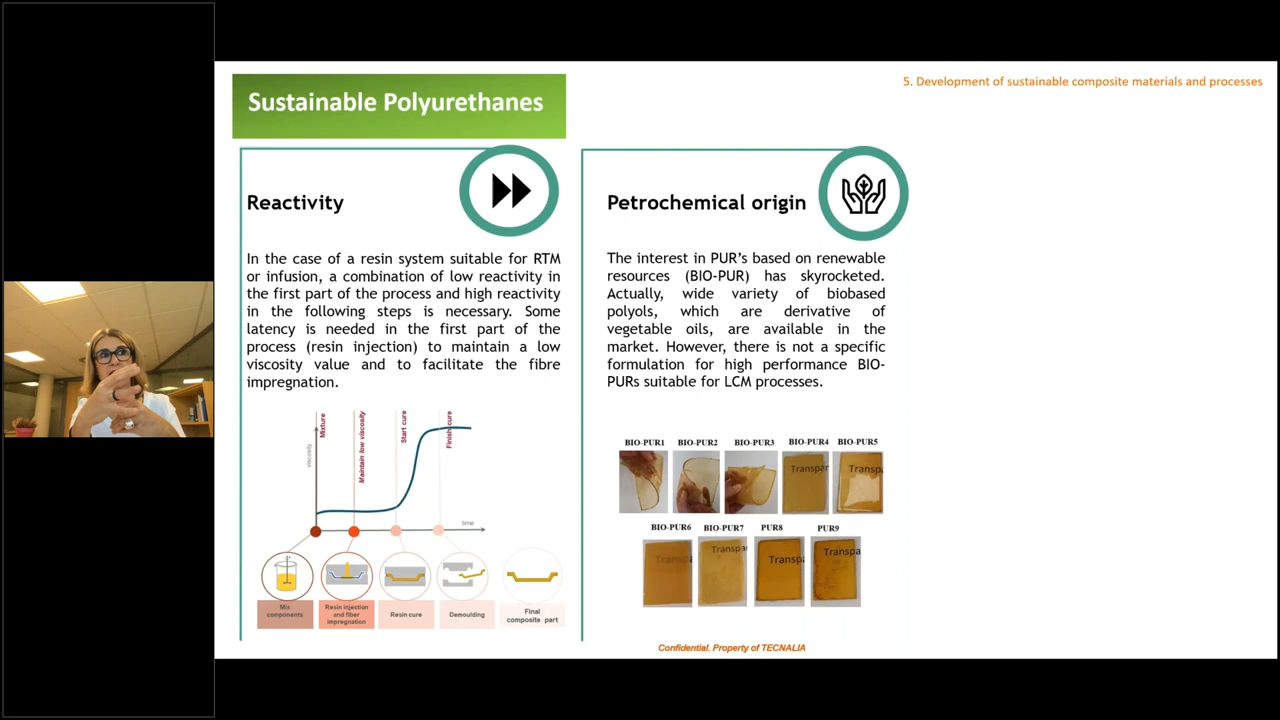 5. Development of sustainable composite materials and processes
Sustainable Polyurethanes
Reactivity
In the case of a resin system suitable for RTM
or infusion, a combination of low reactivity in
the first part of the process and high reactivity
in the following steps is necessary. Some
latency is needed in the first part of the
process (resin injection) to maintain a low
viscosity value and to facilitate the fibre
impregnation.
viscosity
Mixture
Maintain low viscosity
Start cure
Finish cure
time
Mix
components
Resin injection
and fiber
impregnation
Resin cure
Demoulding
Final
composite part
Petrochemical origin
The interest in PUR's based on renewable
resources (BIO-PUR) has skyrocketed.
Actually, wide variety of biobased
polyols, which are derivative of
vegetable oils, are available in the
market. However, there is not a specific
formulation for high performance BIO-
PURs suitable for LCM processes.
BIO-PUR1 BIO-PUR2 BIO-PUR3 BIO-PUR4 BIO-PUR5
Transpar Transpa
BIO-PUR6 BIO-PUR7 PUR8 PUR9
Transpa Transpa Transpa Transpa
Confidential. Property of TECNALIA